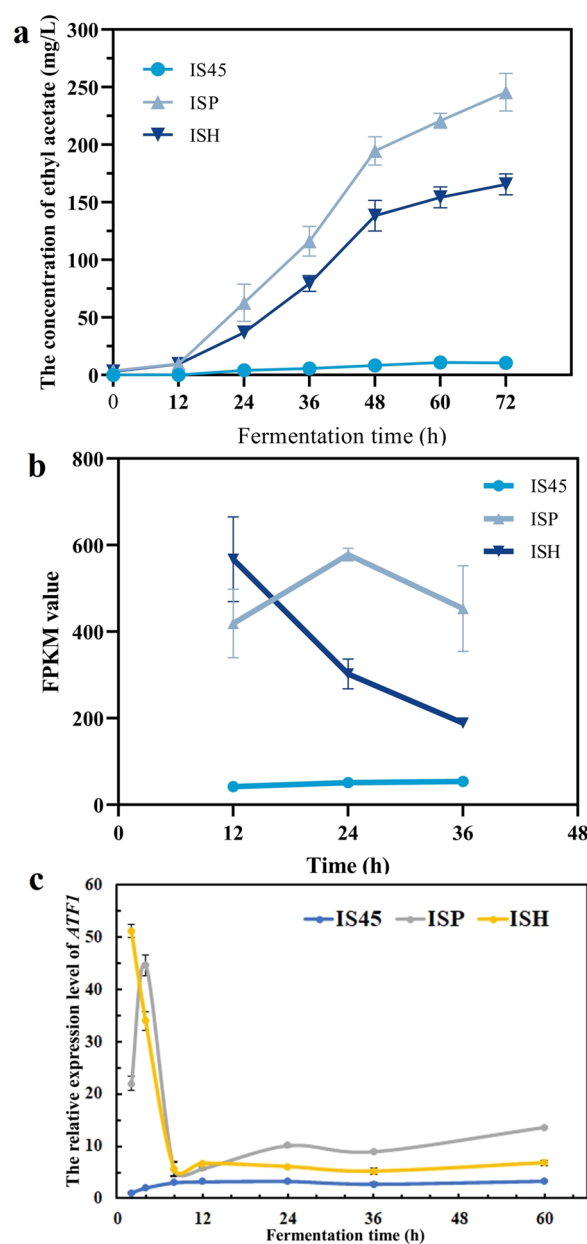 a
The concentration of ethyl acetate (mg/L)
300
250
200
150
100
50
0
IS45
ISP
ISH
0 12 24 36 48 60 72
Fermentation time (h)
b
FPKM value
800
600
400
200
0
IS45
ISP
ISH
0 12 24 36 48
Time (h)
c
The relative expression level of ATF1
60
50
40
30
20
10
0
IS45 ISP ISH
0 12 24 36 48 60
Fermentation time (h)